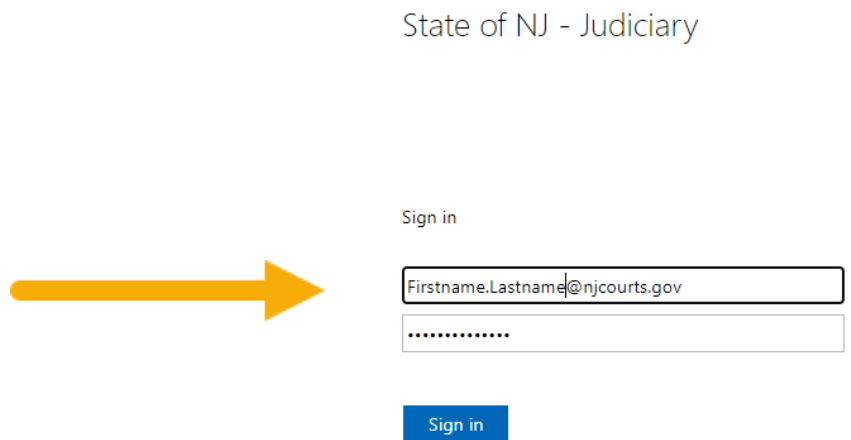 State of NJ - Judiciary
Sign in
Firstname.Lastname@njcourts.gov
••••••••••••••
Sign in